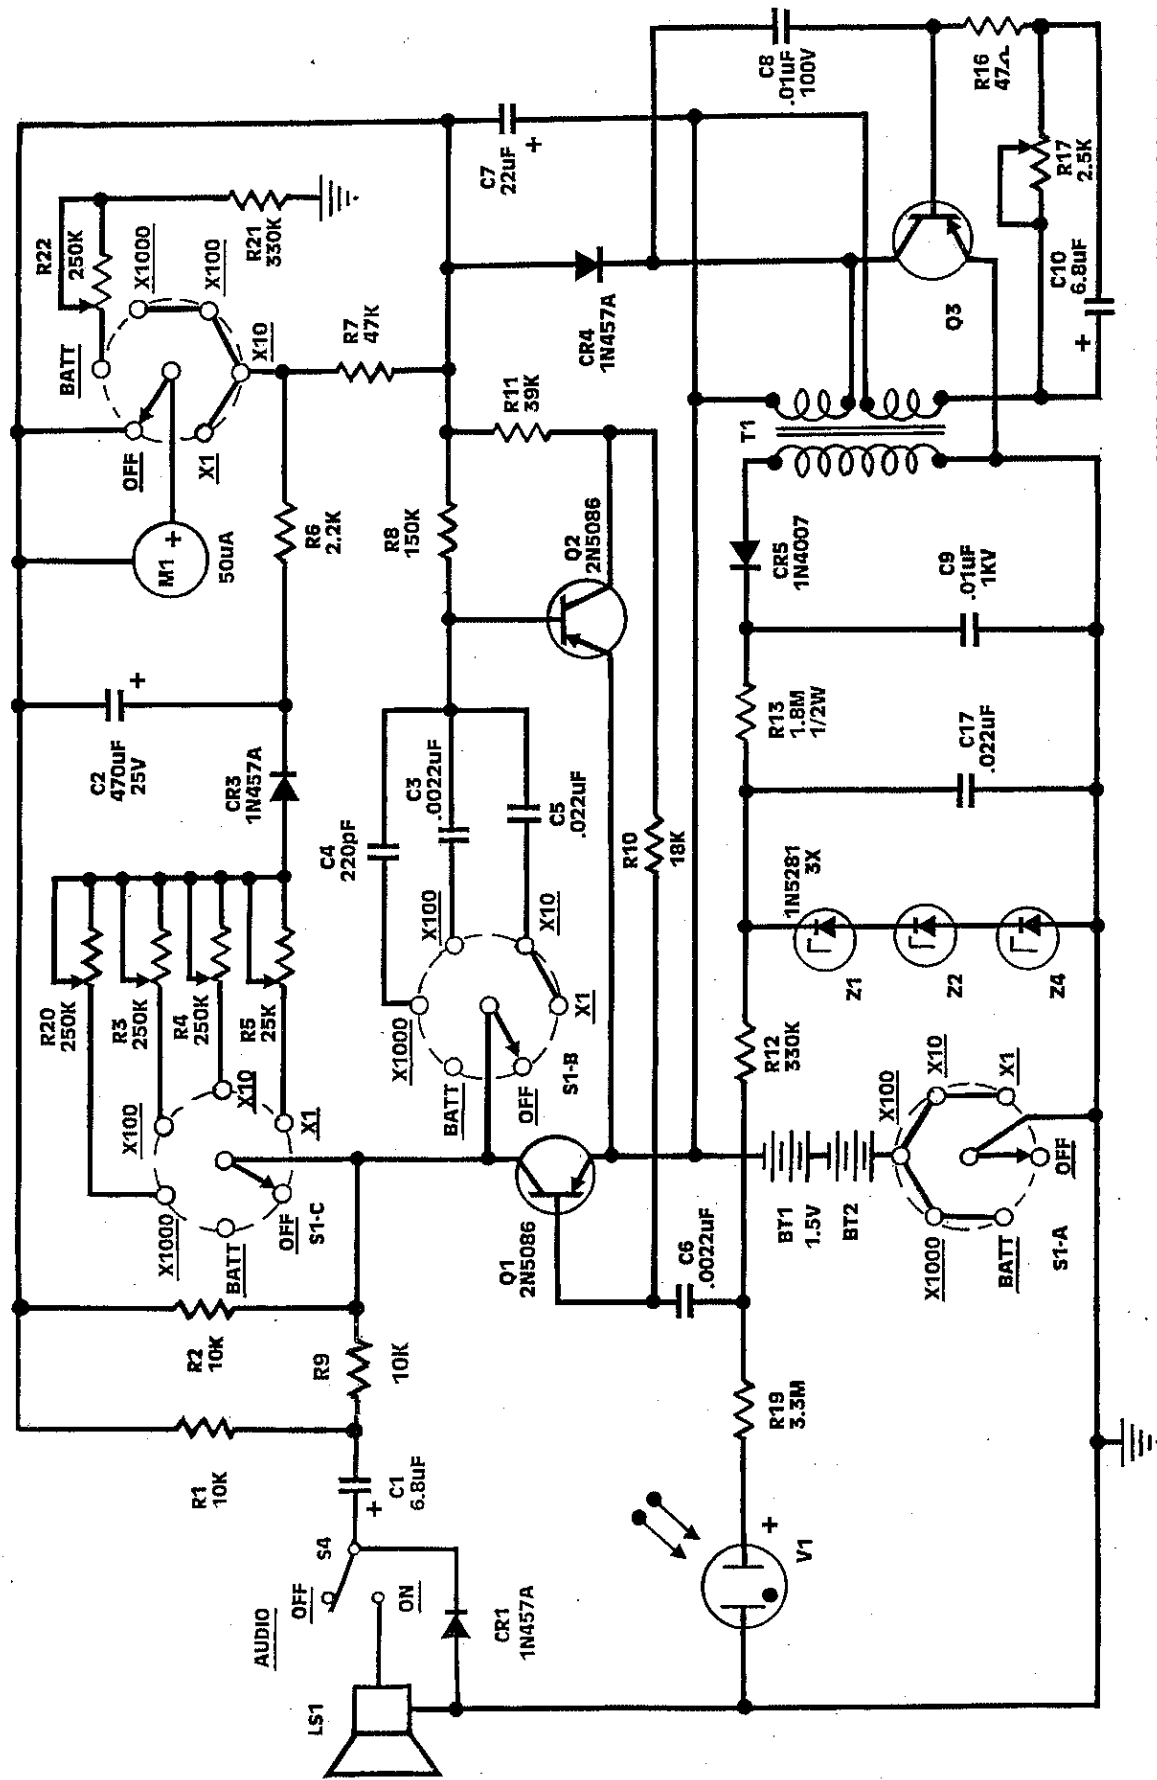 R22
250K
BATT
X1000
X100
X10
X1
OFF
R21
330K
M1
+
50uA
R7
47K
R6
2.2K
C7
22uF
+
C8
.01uF
100V
R16
47Ω
R17
2.5K
C10
6.8uF
+
Q3
CR4
1N457A
R11
39K
R8
150K
Q2
2N5086
T1
CR5
1N4007
C9
.01uF
1KV
R13
1.8M
1/2W
C17
.022uF
C2
470uF
25V
+
CR3
1N457A
C4
220pF
C3
.0022uF
C5
.022uF
R10
18K
1N5281
3X
Z1
Z2
Z4
R20
250K
R3
250K
R4
250K
R5
25K
X1000
X100
X10
X1
BATT
OFF
S1-C
X1000
X100
X10
X1
BATT
OFF
S1-B
R12
330K
X1000
X100
X10
X1
BATT
OFF
S1-A
BT1
1.5V
BT2
Q1
2N5086
C6
.0022uF
R2
10K
R9
10K
R1
10K
C1
6.8uF
+
S4
AUDIO
OFF
ON
LS1
CR1
1N457A
R19
3.3M
V1
+